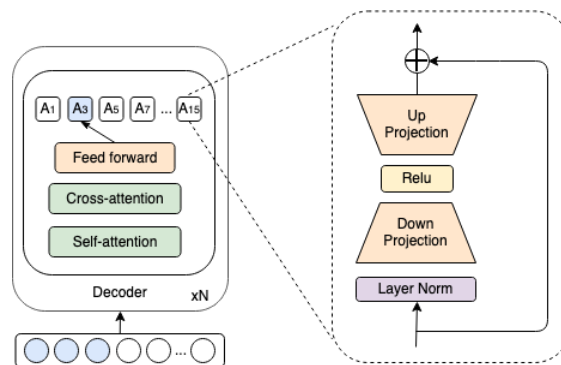 A1 A3 A5 A7 ... A15
Feed forward
Cross-attention
Self-attention
Decoder
xN
...
Up
Projection
Relu
Down
Projection
Layer Norm